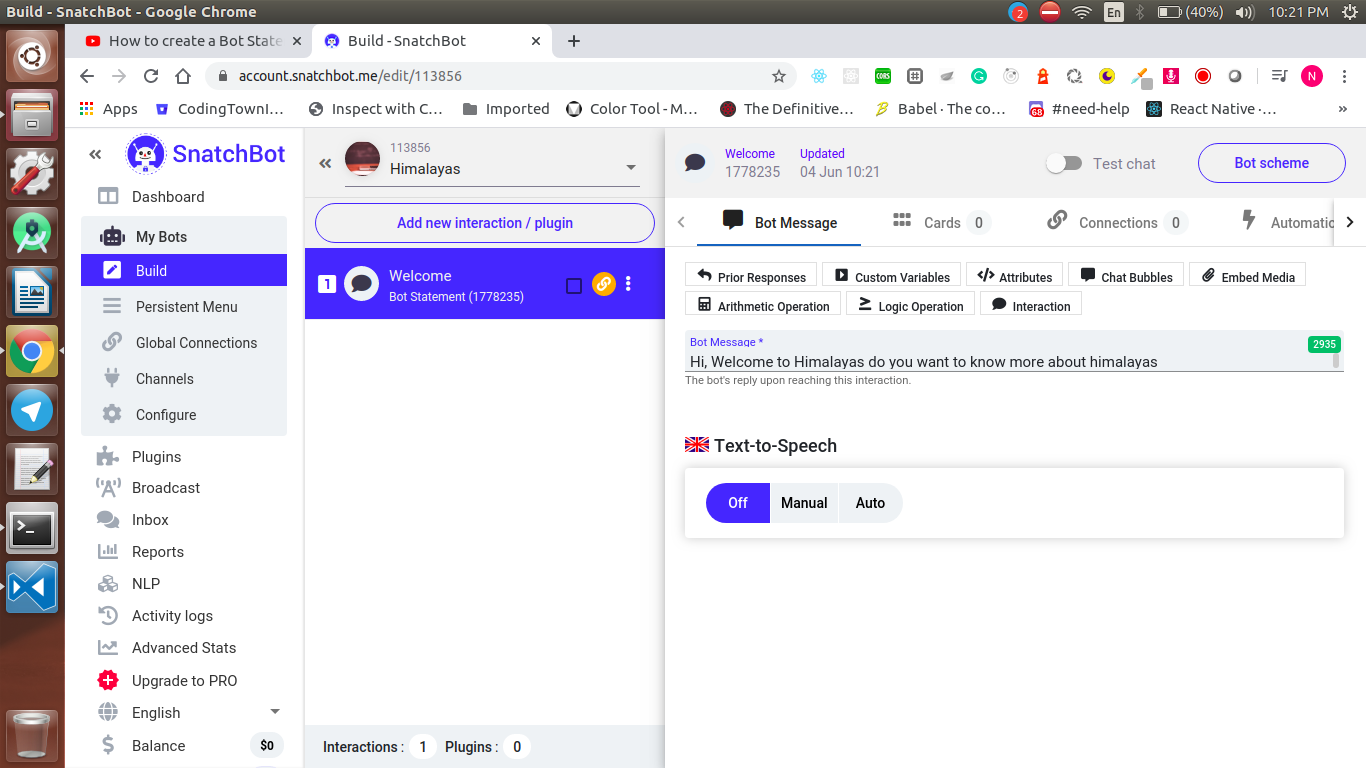 Build - SnatchBot - Google Chrome
2
En
(40%)
10:21 PM
How to create a Bot State
Build - SnatchBot
account.snatchbot.me/edit/113856
CORS
N
Apps
CodingTownI...
Inspect with C...
Imported
Color Tool - M...
The Definitive...
Babel · The co...
68
#need-help
React Native ·...
»
SnatchBot
Dashboard
My Bots
Build
Persistent Menu
Global Connections
Channels
Configure
Plugins
Broadcast
Inbox
Reports
NLP
Activity logs
Advanced Stats
Upgrade to PRO
English
Balance
$0
113856
Himalayas
Add new interaction / plugin
1
Welcome
Bot Statement (1778235)
Interactions : 1 Plugins : 0
Welcome
1778235
Updated
04 Jun 10:21
Test chat
Bot scheme
Bot Message
Cards 0
Connections 0
Automatic
Prior Responses
Custom Variables
Attributes
Chat Bubbles
Embed Media
Arithmetic Operation
Logic Operation
Interaction
Bot Message *
2935
Hi, Welcome to Himalayas do you want to know more about himalayas
The bot's reply upon reaching this interaction.
Text-to-Speech
Off
Manual
Auto